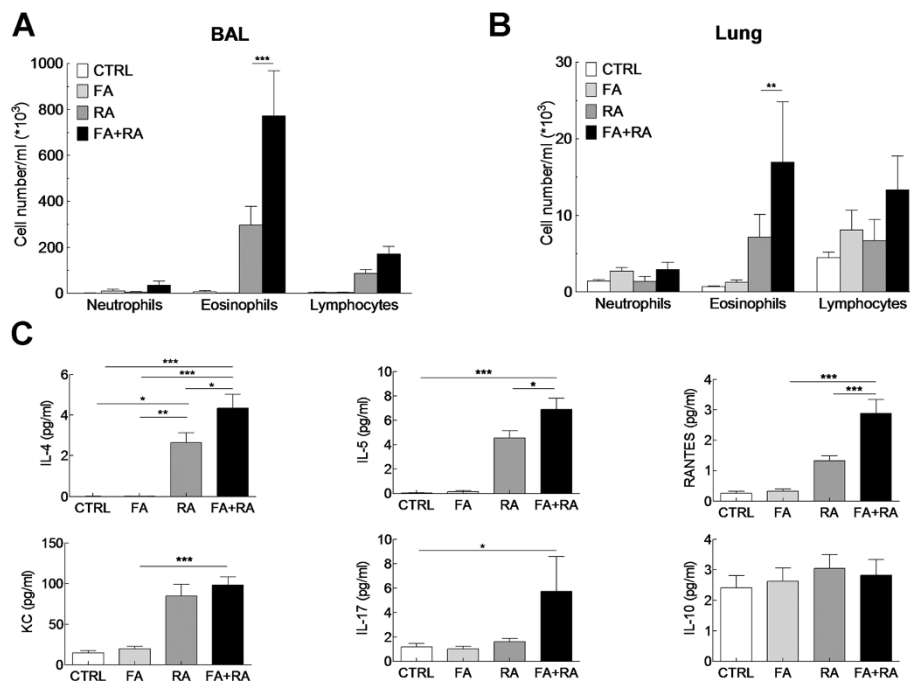 A
BAL
Cell number/ml (*10³)
1000
800
600
400
200
0
CTRL
FA
RA
FA+RA
***
Neutrophils Eosinophils Lymphocytes
B
Lung
Cell number/ml (*10³)
30
20
10
0
CTRL
FA
RA
FA+RA
**
Neutrophils Eosinophils Lymphocytes
C
IL-4 (pg/ml)
6
4
2
0
***
***
* *
**
CTRL FA RA FA+RA
IL-5 (pg/ml)
10
8
6
4
2
0
***
*
CTRL FA RA FA+RA
RANTES (pg/ml)
4
3
2
1
0
***
***
CTRL FA RA FA+RA
KC (pg/ml)
150
100
50
0
***
CTRL FA RA FA+RA
IL-17 (pg/ml)
10
8
6
4
2
0
*
CTRL FA RA FA+RA
IL-10 (pg/ml)
4
3
2
1
0
CTRL FA RA FA+RA